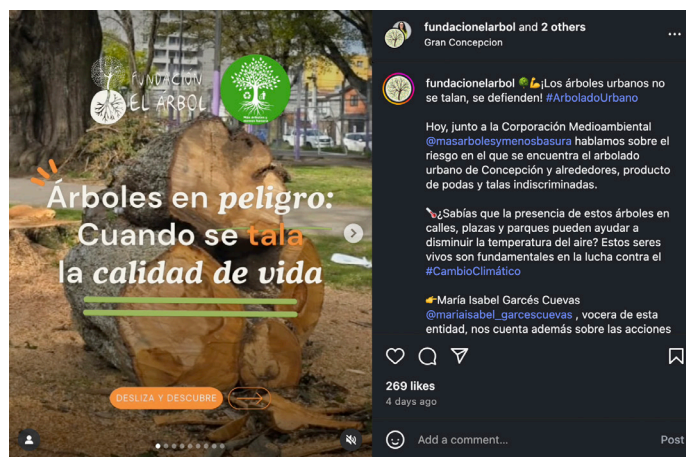 FUNDACION
EL ARBOL
Árboles en peligro:
Cuando se tala
la calidad de vida
DESLIZA Y DESCUBRE
fundacionelarbol and 2 others
Gran Concepcion
fundacionelarbol 🌳💪¡Los árboles urbanos no
se talan, se defienden! #ArboladoUrbano
Hoy, junto a la Corporación Medioambiental
@masarbolesymenosbasura hablamos sobre el
riesgo en el que se encuentra el arbolado
urbano de Concepción y alrededores, producto
de podas y talas indiscriminadas.
🪚¿Sabías que la presencia de estos árboles en
calles, plazas y parques pueden ayudar a
disminuir la temperatura del aire? Estos seres
vivos son fundamentales en la lucha contra el
#CambioClimático
👉María Isabel Garcés Cuevas
@mariaisabel_garcescuevas , vocera de esta
entidad, nos cuenta además sobre las acciones
269 likes
4 days ago
Add a comment...
Post